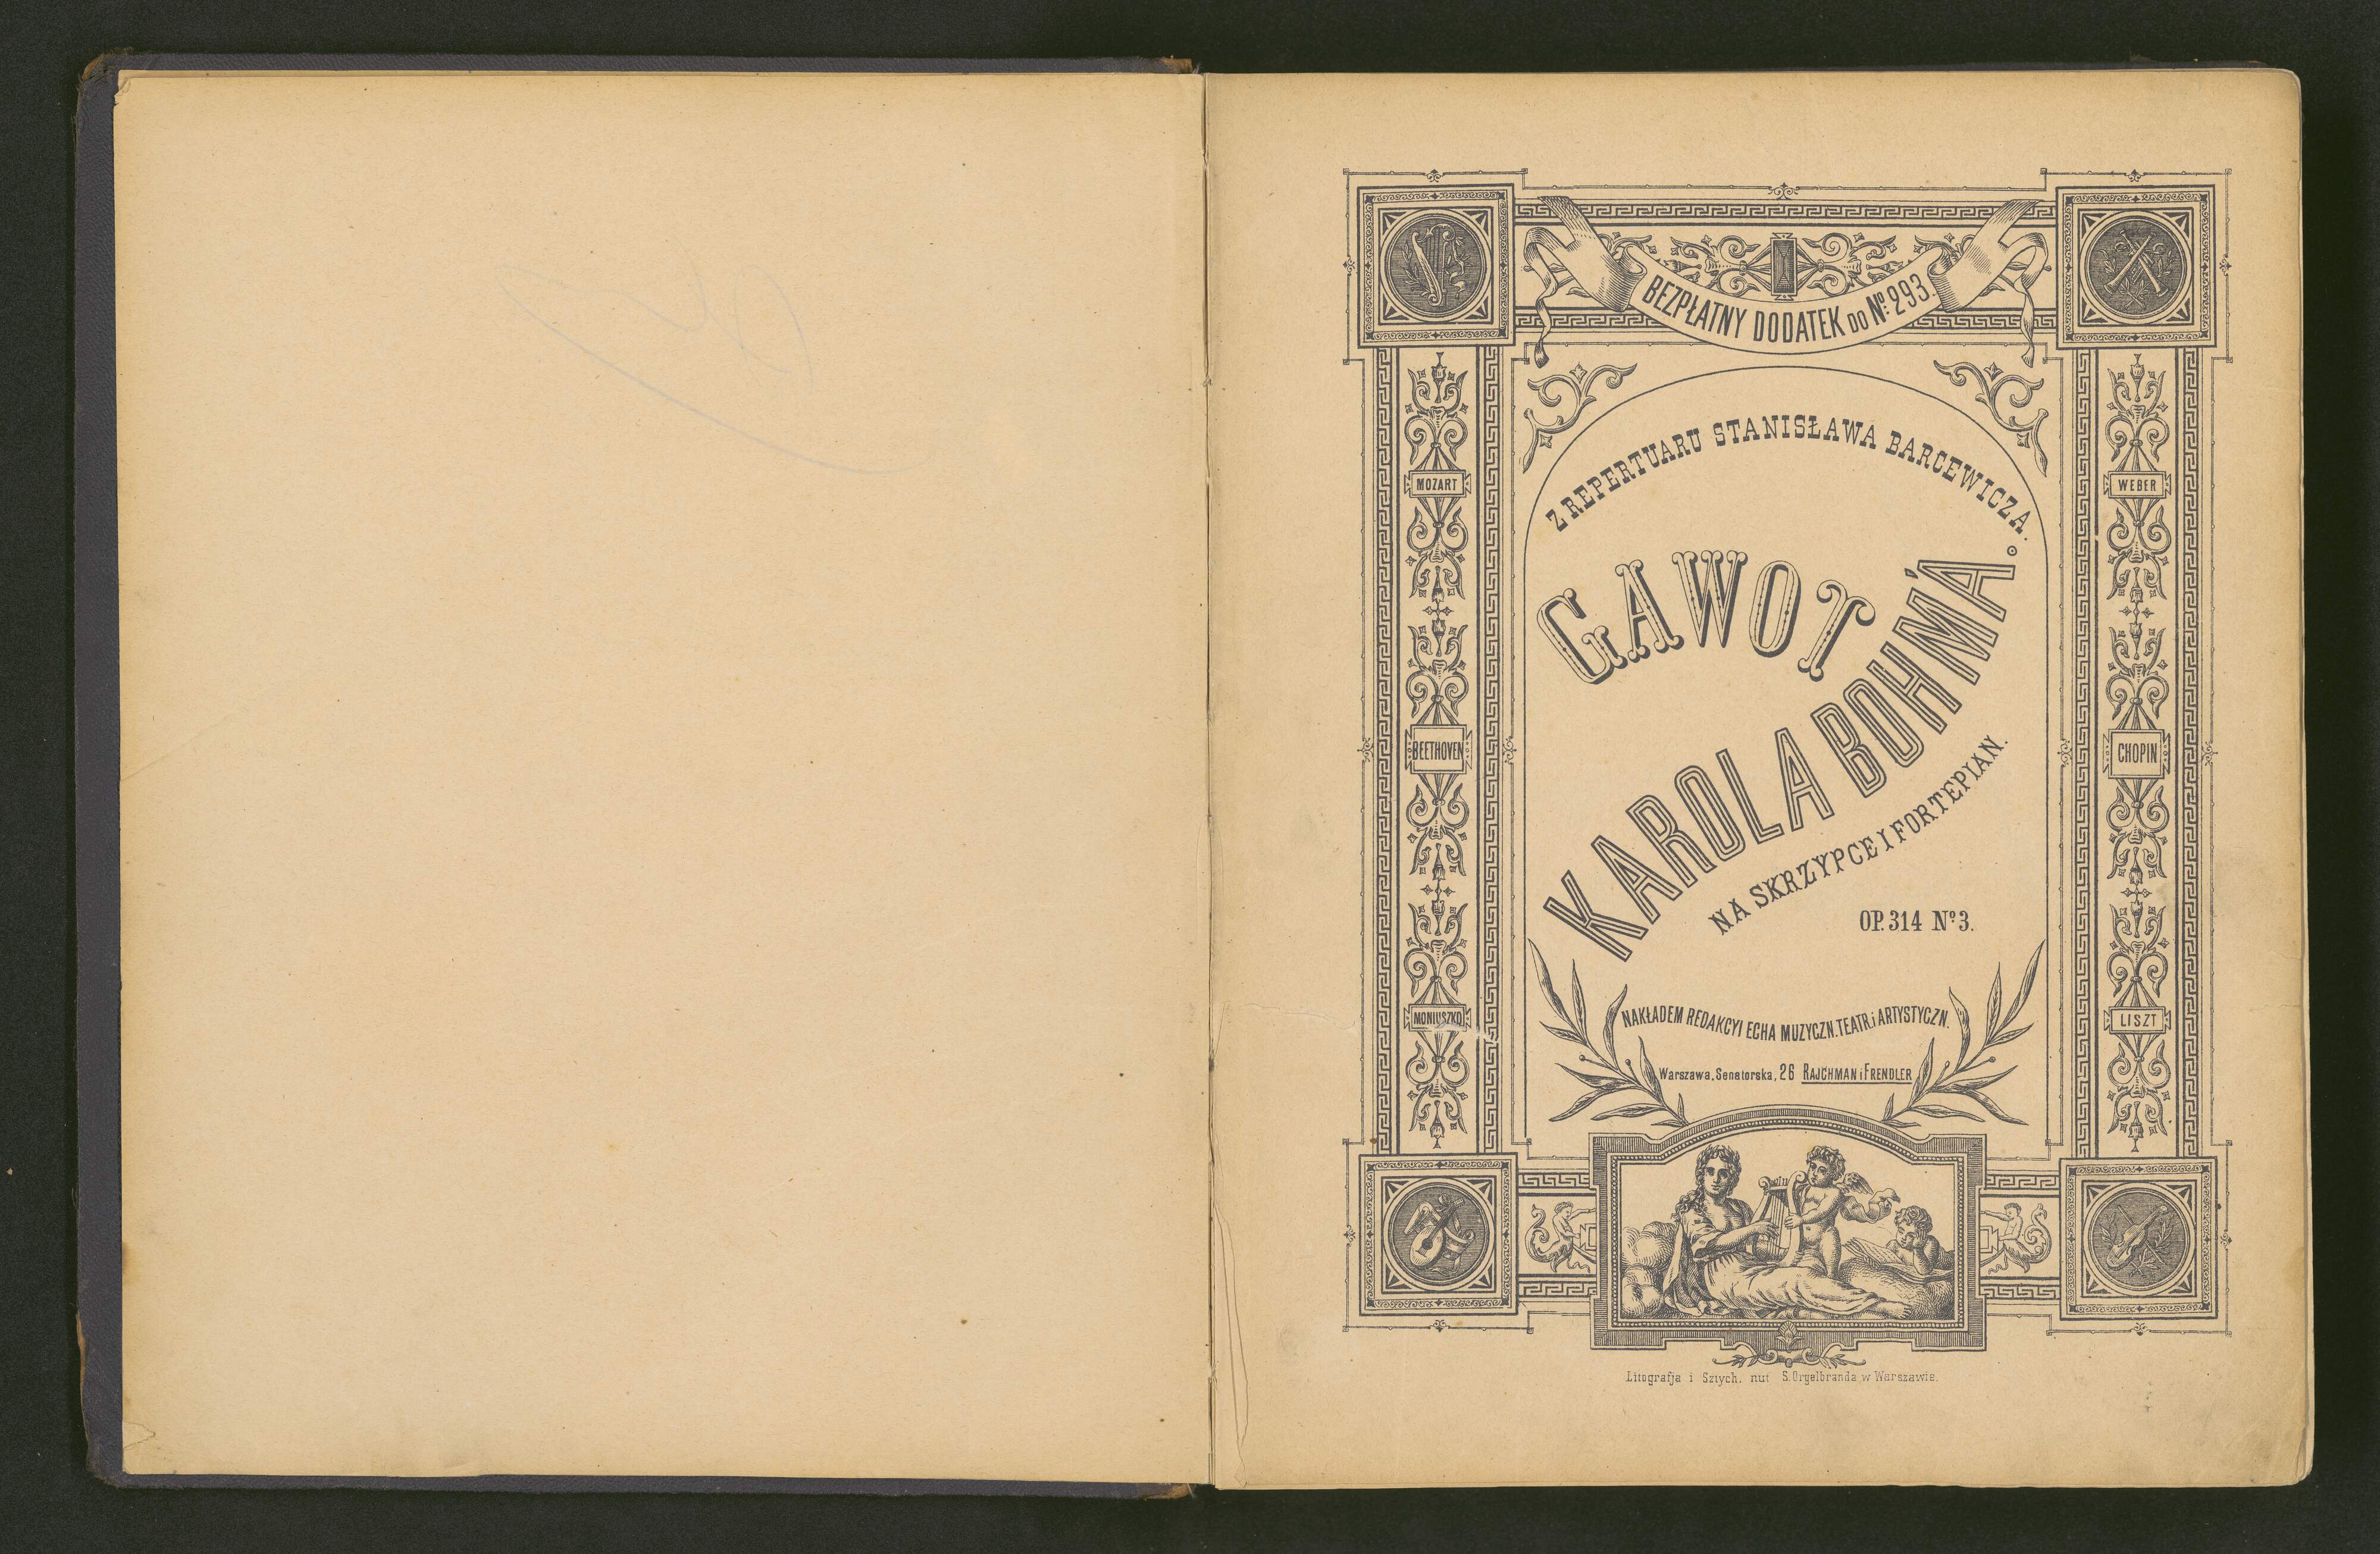 BEZPŁATNY DODATEK DO Nº 293.
Z REPERTUARU STANISŁAWA BARCEWICZA.
GAWOT
KAROLA BOHM'A.
NA SKRZYPCE I FORTEPIAN.
OP. 314 Nº 3.
NAKŁADEM REDAKCYI ECHA MUZYCZN. TEATR. i ARTYSTYCZN.
Warszawa, Senatorska, 26 RAJCHMAN i FRENDLER
MOZART
BEETHOVEN
MONIUSZKO
WEBER
CHOPIN
LISZT
Litografja i Sztych. nut S. Orgelbranda w Warszawie.